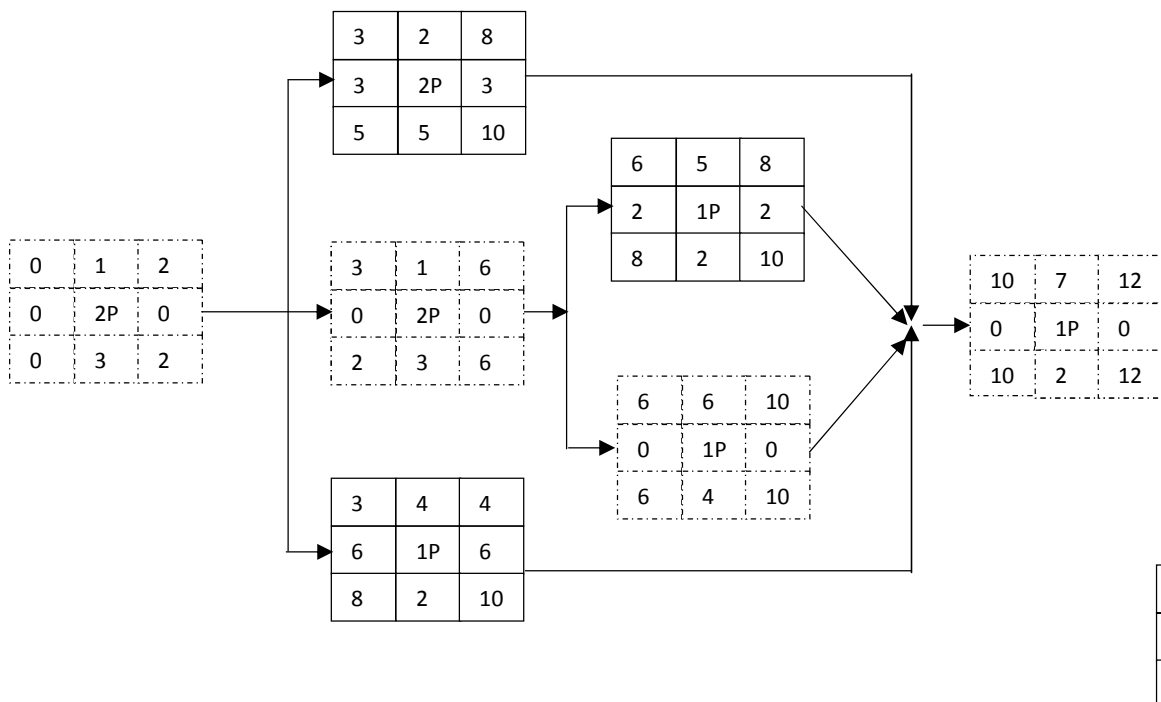 3 2 8
3 2P 3
5 5 10
6 5 8
2 1P 2
8 2 10
0 1 2
0 2P 0
0 3 2
3 1 6
0 2P 0
2 3 6
10 7 12
0 1P 0
10 2 12
6 6 10
0 1P 0
6 4 10
3 4 4
6 1P 6
8 2 10